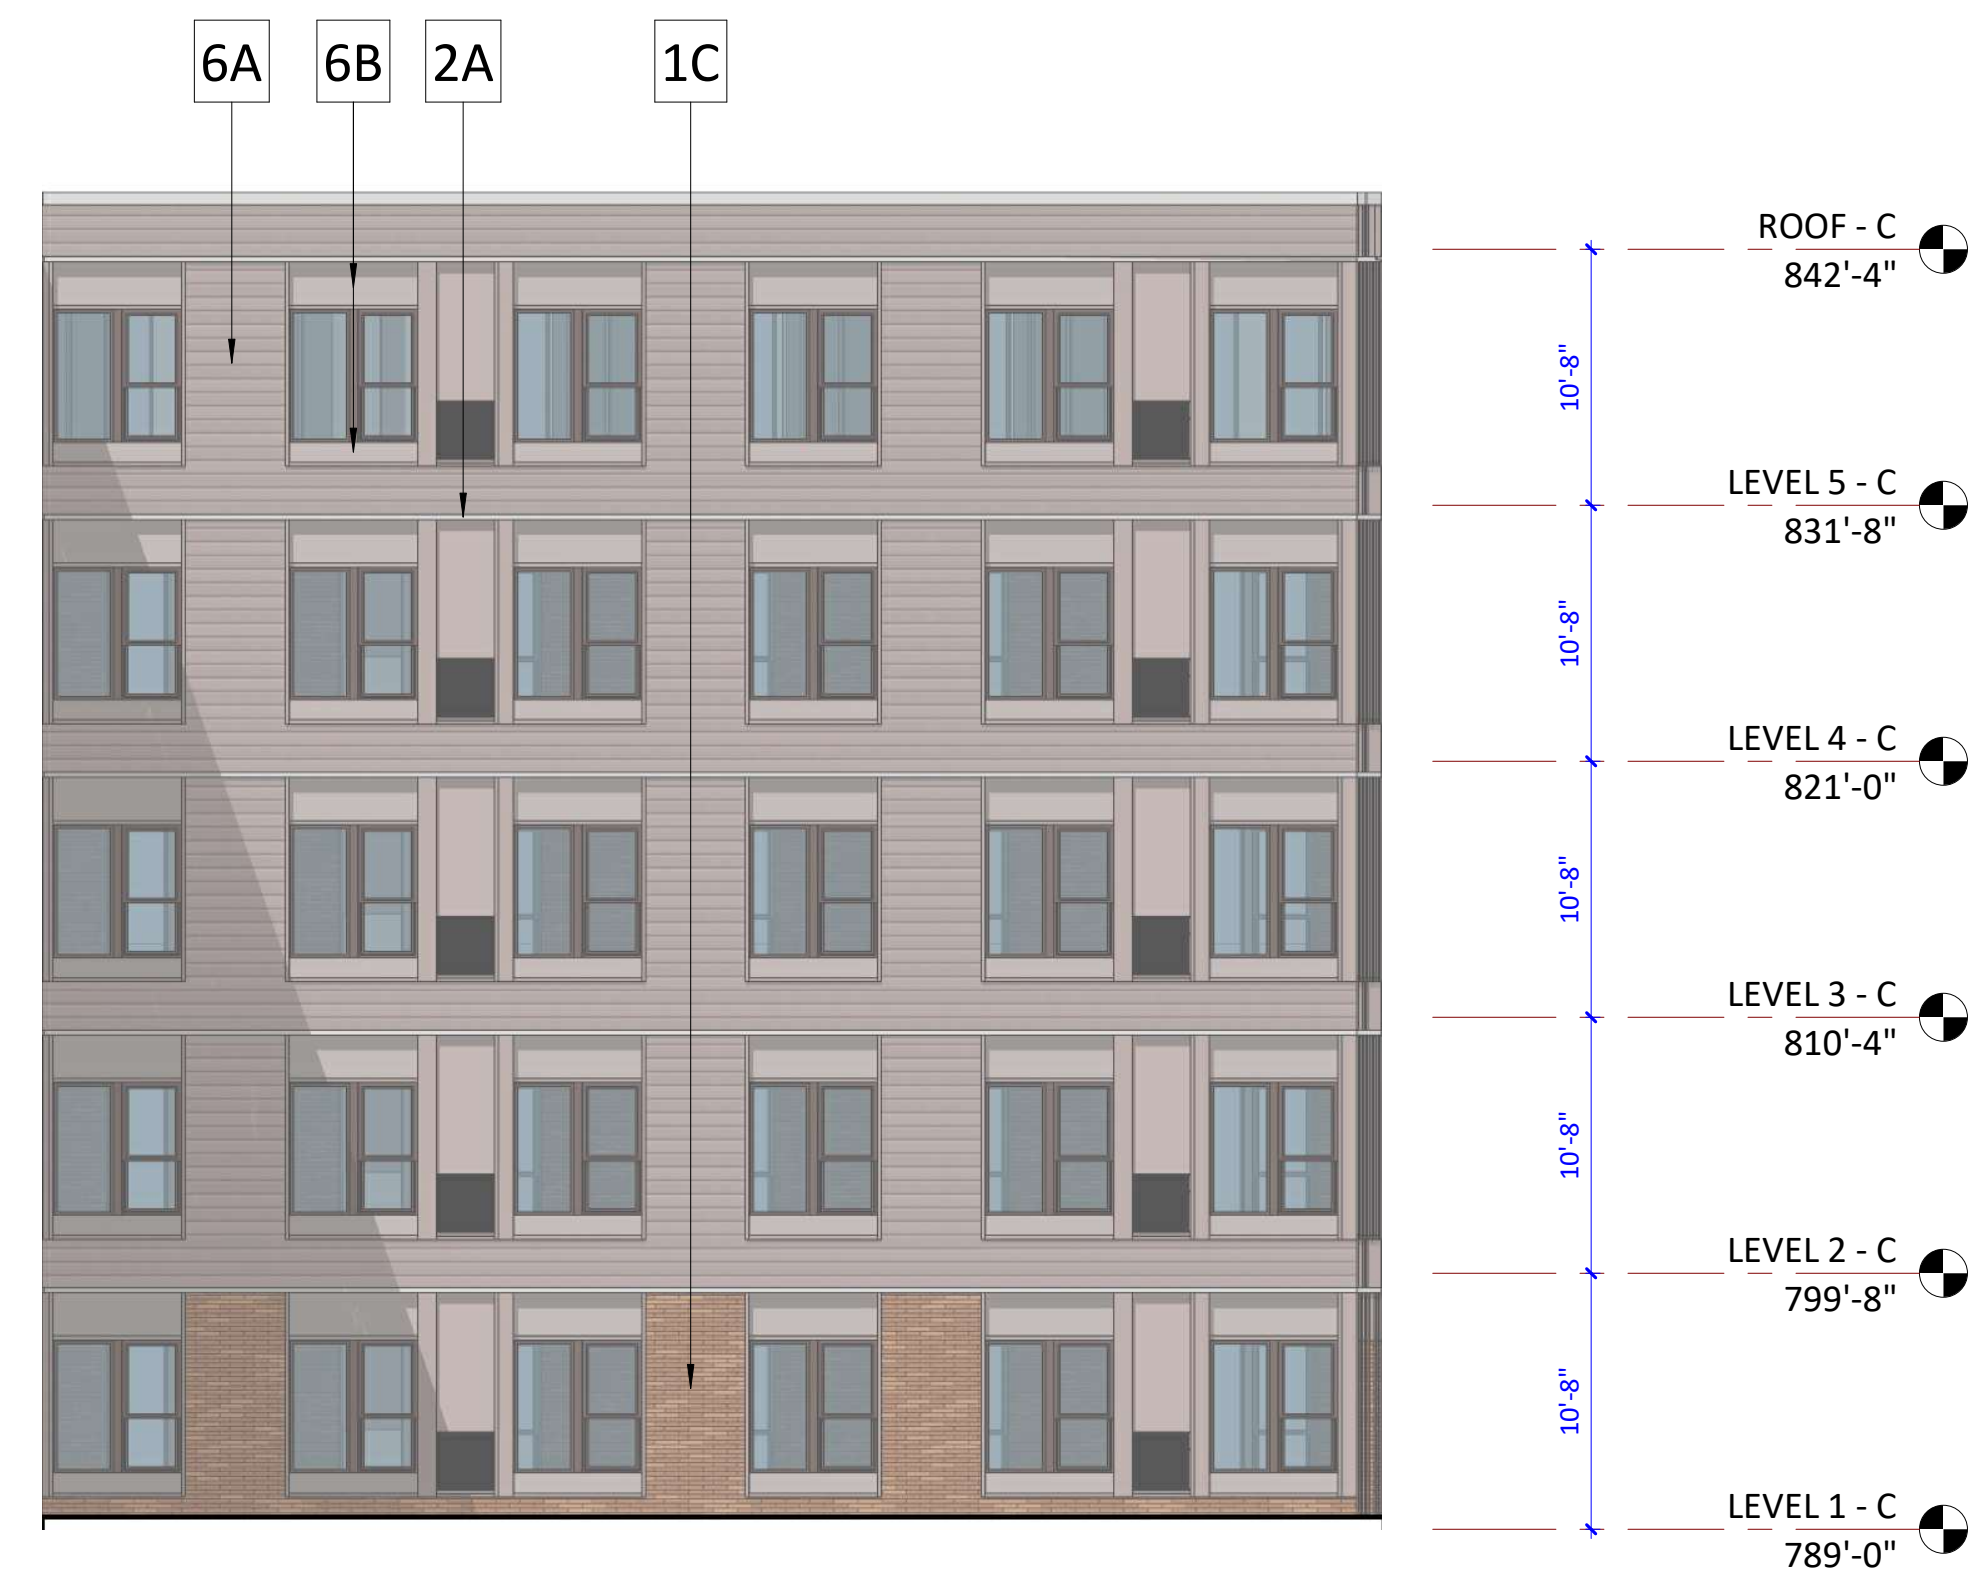 6A
6B
2A
1C
ROOF - C
842'-4"
10'-8"
LEVEL 5 - C
831'-8"
10'-8"
LEVEL 4 - C
821'-0"
10'-8"
LEVEL 3 - C
810'-4"
10'-8"
LEVEL 2 - C
799'-8"
10'-8"
LEVEL 1 - C
789'-0"